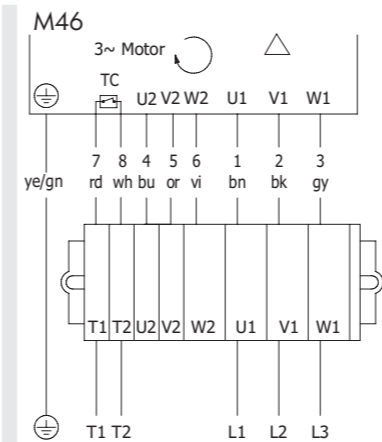 M46
3~ Motor
TC
U2 V2 W2 U1 V1 W1
7 8 4 5 6 1 2 3
ye/gn rd wh bu or vi bn bk gy
T1 T2 U2 V2 W2 U1 V1 W1
T1 T2 L1 L2 L3